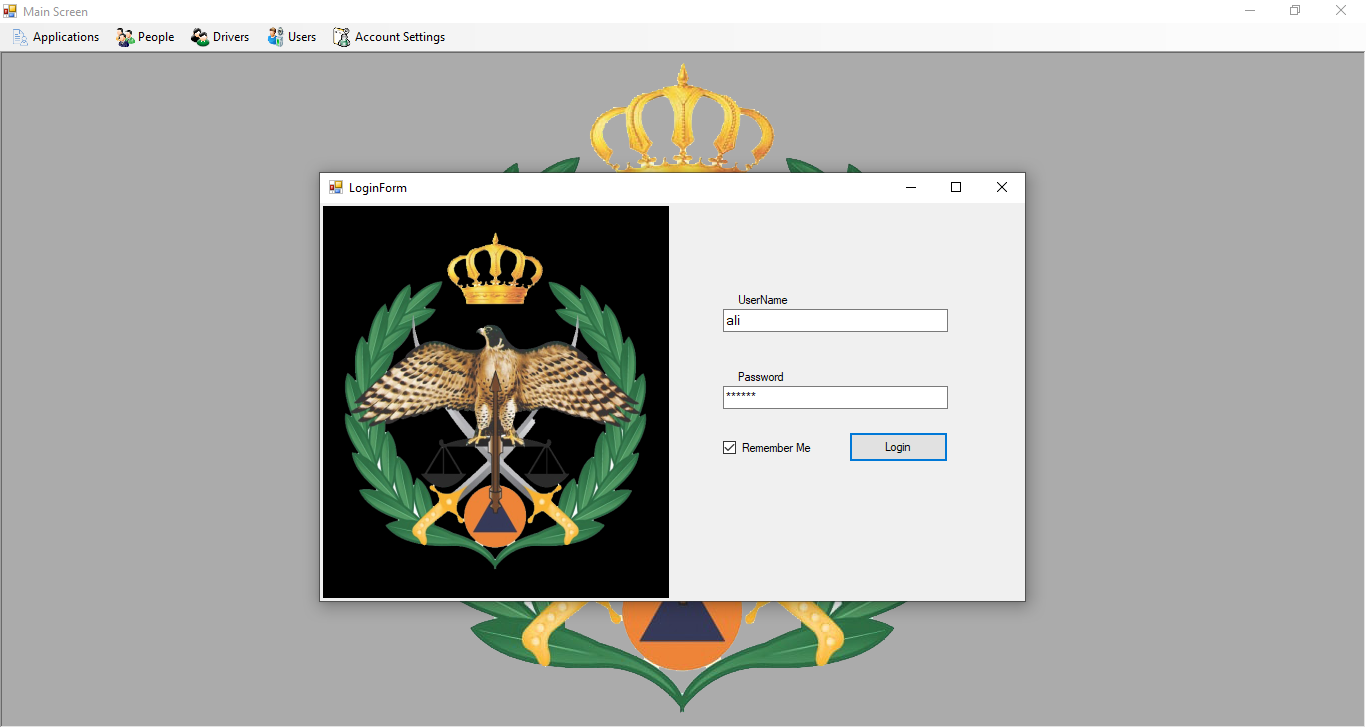 Main Screen
Applications People Drivers Users Account Settings
LoginForm
UserName
ali
Password
******
Remember Me Login